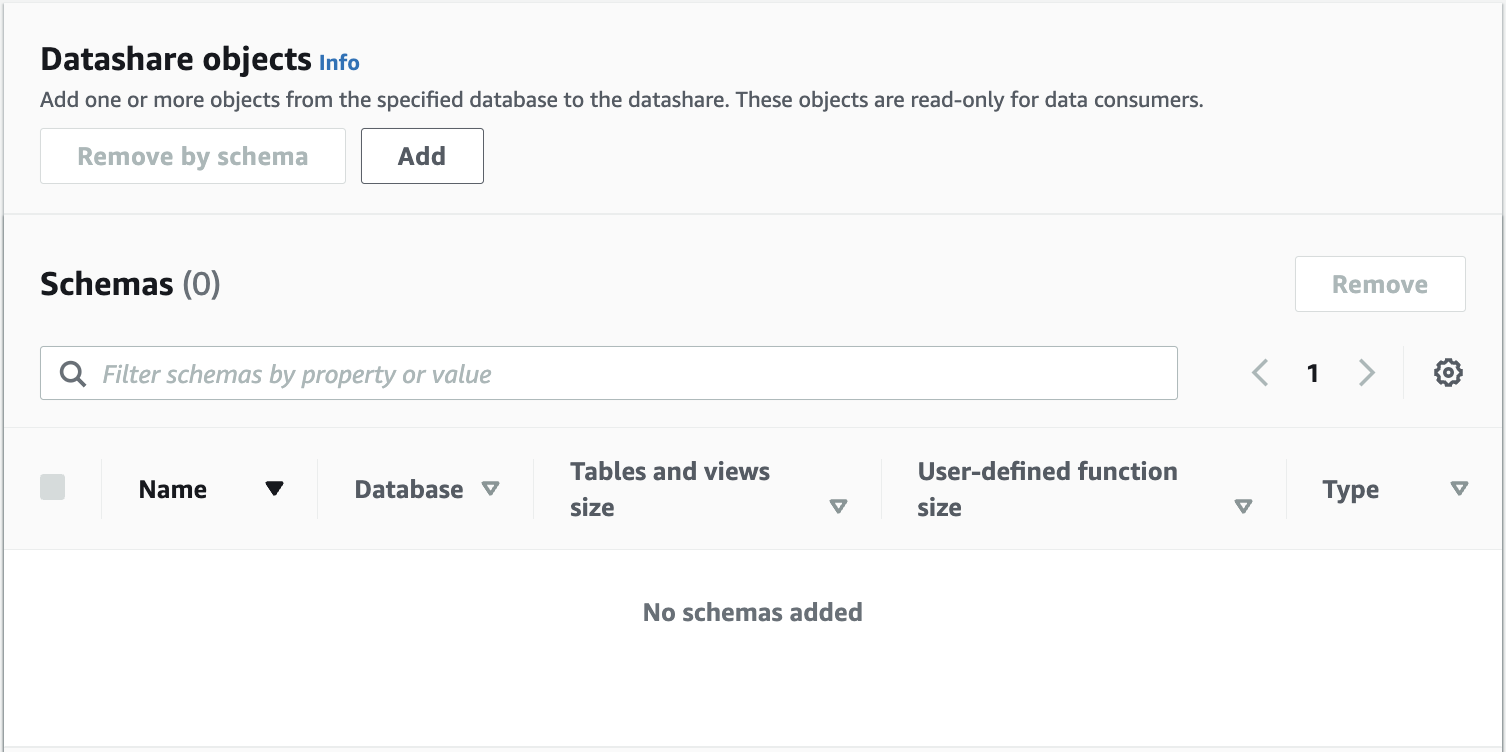 Datashare objects Info
Add one or more objects from the specified database to the datashare. These objects are read-only for data consumers.
Remove by schema Add
Schemas (0) Remove
Filter schemas by property or value 1
Name Database Tables and views size User-defined function size Type
No schemas added